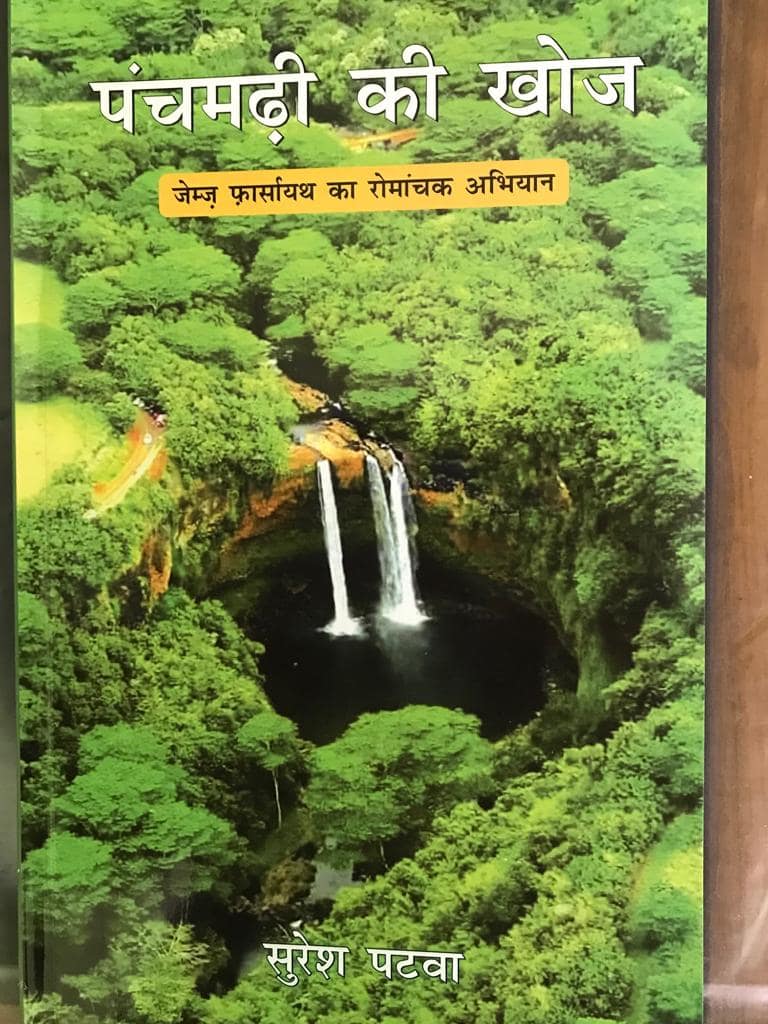 पंचमढ़ी की खोज
जेम्ज़ फ़ार्सायथ का रोमांचक अभियान
सुरेश पटवा